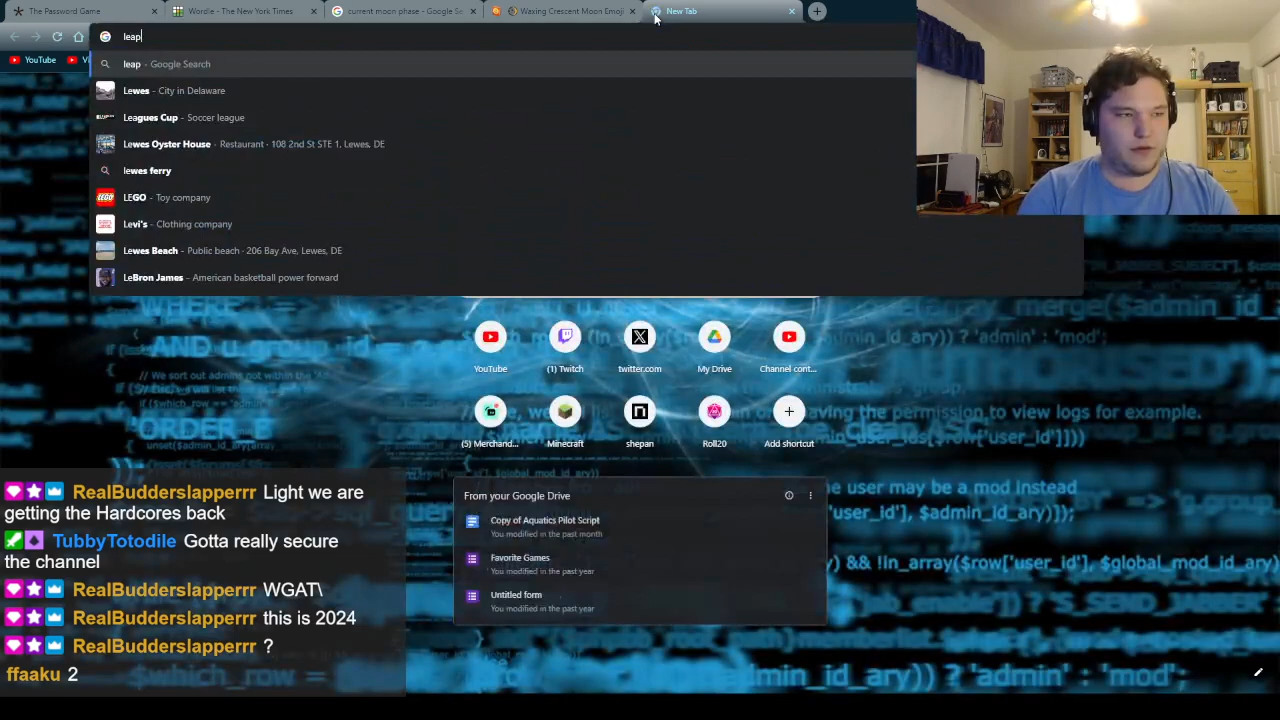 The Password Game
Wordle - The New York Times
current moon phase - Google Se
Waxing Crescent Moon Emoji
New Tab
leap
YouTube
leap - Google Search
Lewes - City in Delaware
Leagues Cup - Soccer league
Lewes Oyster House - Restaurant · 108 2nd St STE 1, Lewes, DE
lewes ferry
LEGO - Toy company
Levi's - Clothing company
Lewes Beach - Public beach · 206 Bay Ave, Lewes, DE
LeBron James - American basketball power forward
YouTube
(1) Twitch
twitter.com
My Drive
Channel cont...
(5) Merchand...
Minecraft
shepan
Roll20
Add shortcut
From your Google Drive
Copy of Aquatics Pilot Script
You modified in the past month
Favorite Games
You modified in the past year
Untitled form
You modified in the past year
RealBudderslapperrr Light we are
getting the Hardcores back
TubbyTotodile Gotta really secure
the channel
RealBudderslapperrr WGAT\
RealBudderslapperrr this is 2024
RealBudderslapperrr ?
ffaaku 2